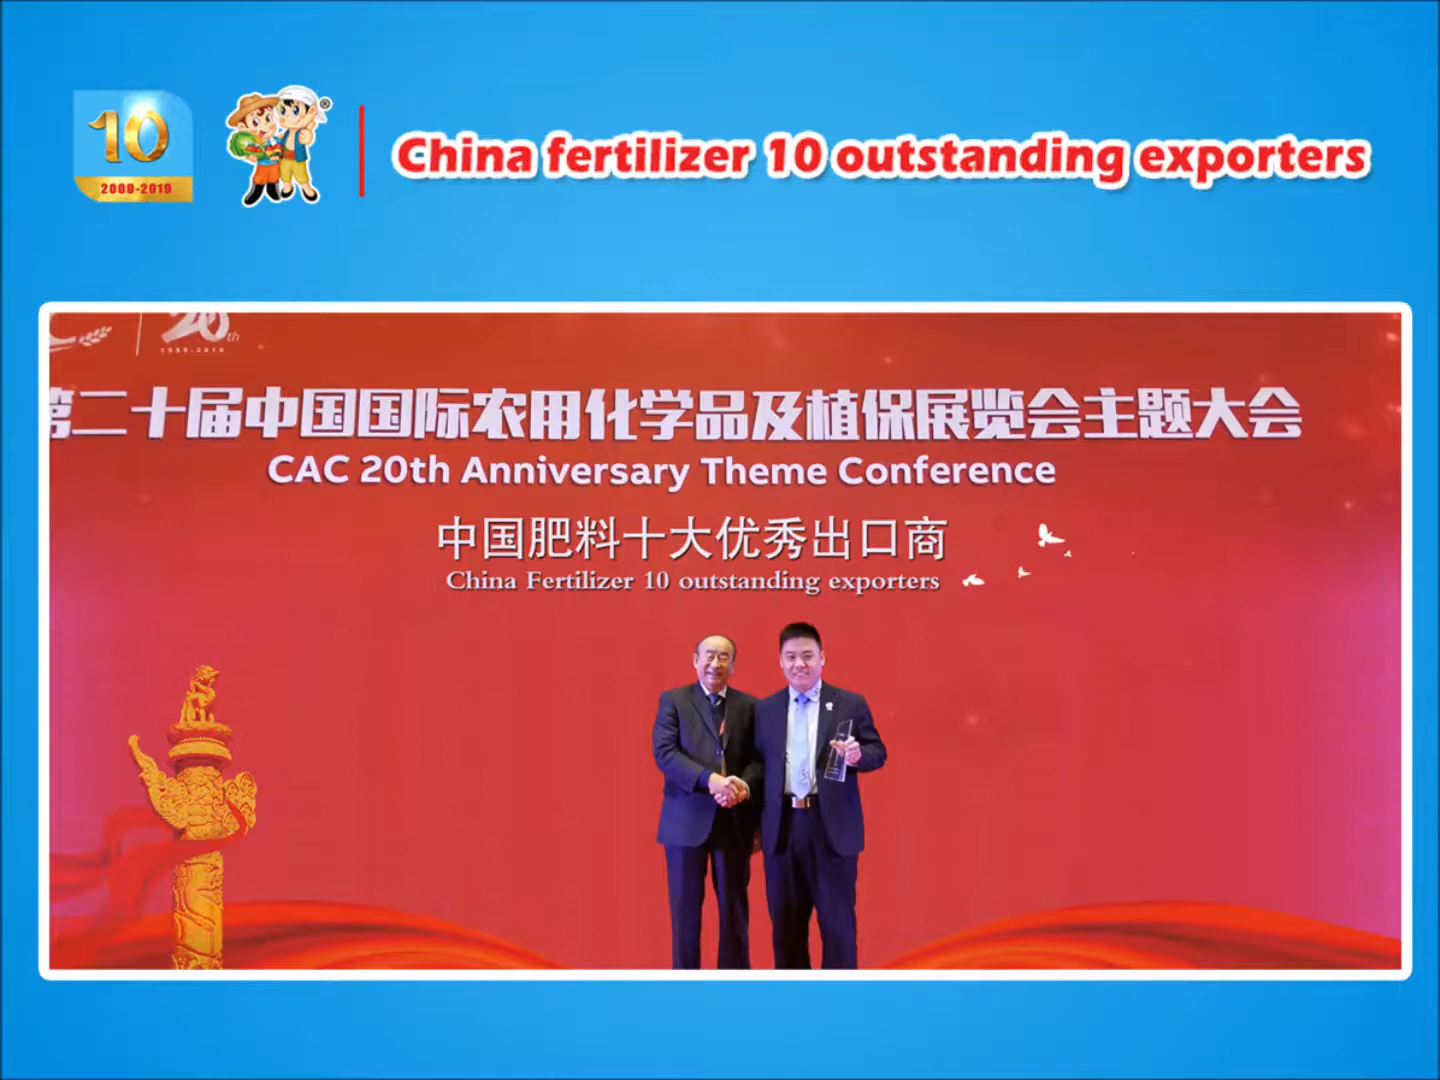 10
2009-2019
®
China fertilizer 10 outstanding exporters
20th
1999-2019
第二十届中国国际农用化学品及植保展览会主题大会
CAC 20th Anniversary Theme Conference
中国肥料十大优秀出口商
China Fertilizer 10 outstanding exporters